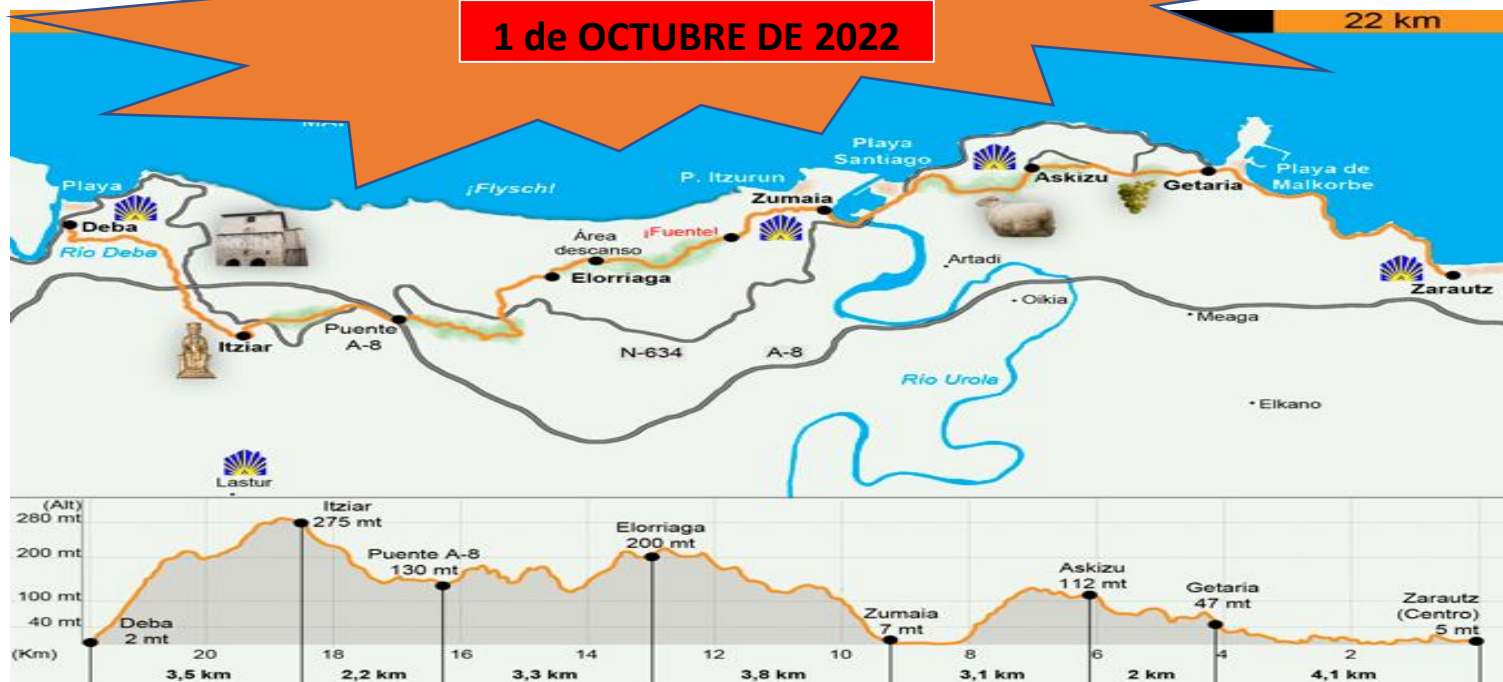 1 de OCTUBRE DE 2022
22 km
Playa
Santiago
Playa
¡Flysch!
P. Itzurun
Askizu
Playa de
Malkorbe
Getaria
Zumaia
Deba
Río Deba
Área
descanso
¡Fuente!
Elorriaga
Artadi
Zarautz
Oikia
Meaga
Puente
A-8
Itziar
N-634
A-8
Río Urola
Elkano
Lastur
(Alt)
280 mt
200 mt
100 mt
40 mt
(Km)
Itziar
275 mt
Puente A-8
130 mt
Elorriaga
200 mt
Askizu
112 mt
Getaria
47 mt
Zarautz
(Centro)
5 mt
Zumaia
7 mt
Deba
2 mt
20 18 16 14 12 10 8 6 4 2
3,5 km 2,2 km 3,3 km 3,8 km 3,1 km 2 km 4,1 km